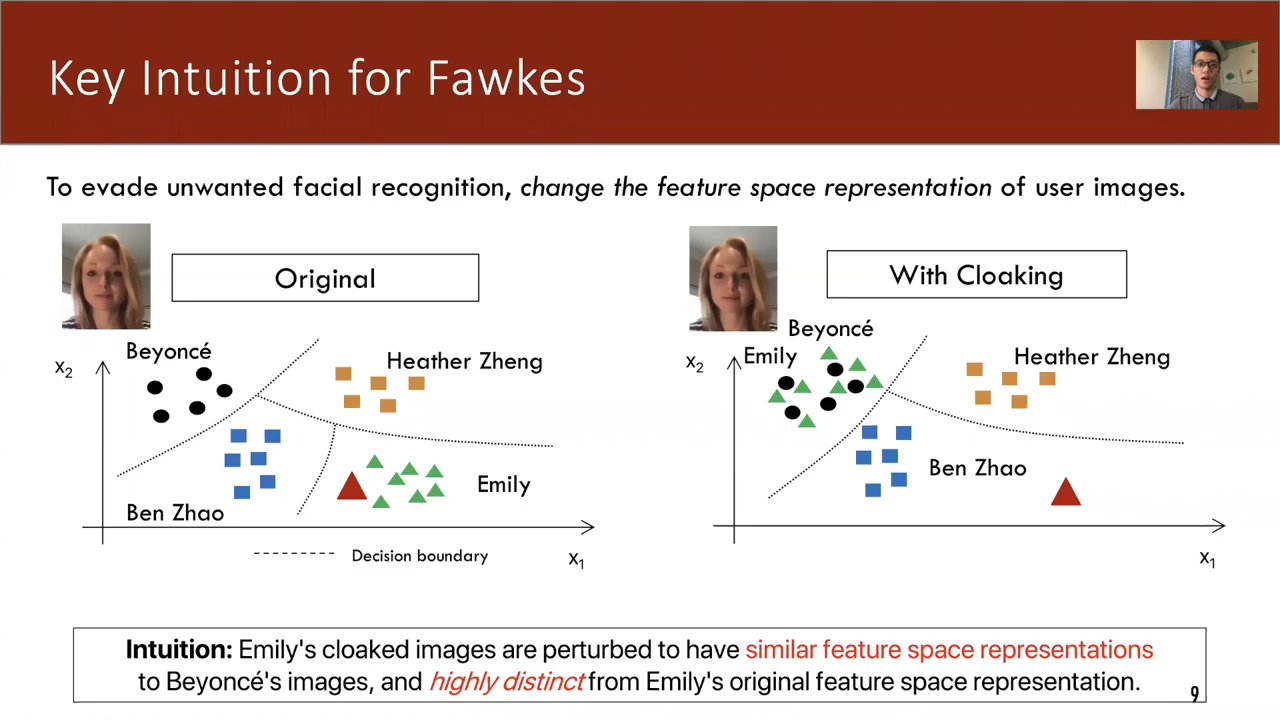 Key Intuition for Fawkes
To evade unwanted facial recognition, change the feature space representation of user images.
Original
Beyoncé
Heather Zheng
x2
Emily
Ben Zhao
Decision boundary
x1
With Cloaking
Beyoncé
Emily
Heather Zheng
x2
Ben Zhao
x1
Intuition: Emily's cloaked images are perturbed to have similar feature space representations
to Beyoncé's images, and highly distinct from Emily's original feature space representation.
9